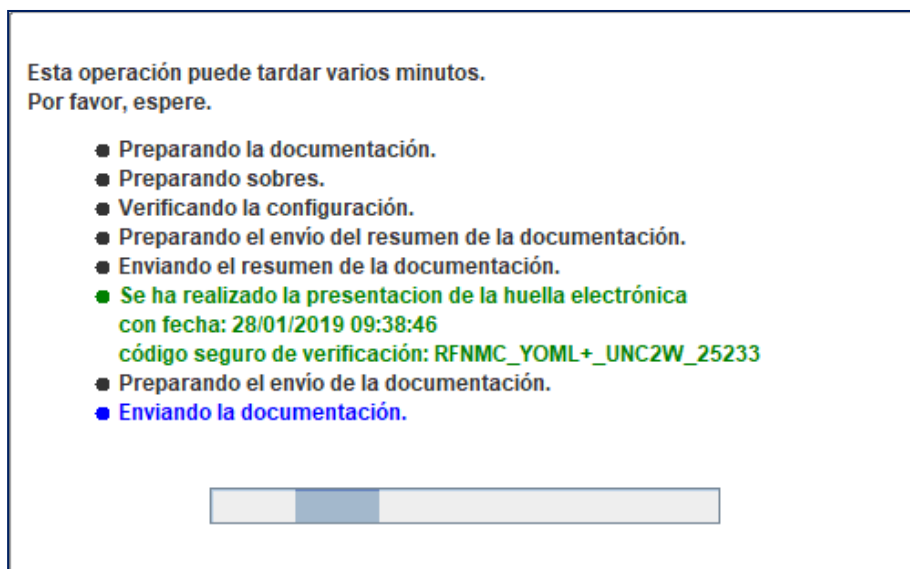 Esta operación puede tardar varios minutos.
Por favor, espere.
Preparando la documentación.
Preparando sobres.
Verificando la configuración.
Preparando el envío del resumen de la documentación.
Enviando el resumen de la documentación.
Se ha realizado la presentacion de la huella electrónica
con fecha: 28/01/2019 09:38:46
código seguro de verificación: RFNMC_YOML+_UNC2W_25233
Preparando el envío de la documentación.
Enviando la documentación.